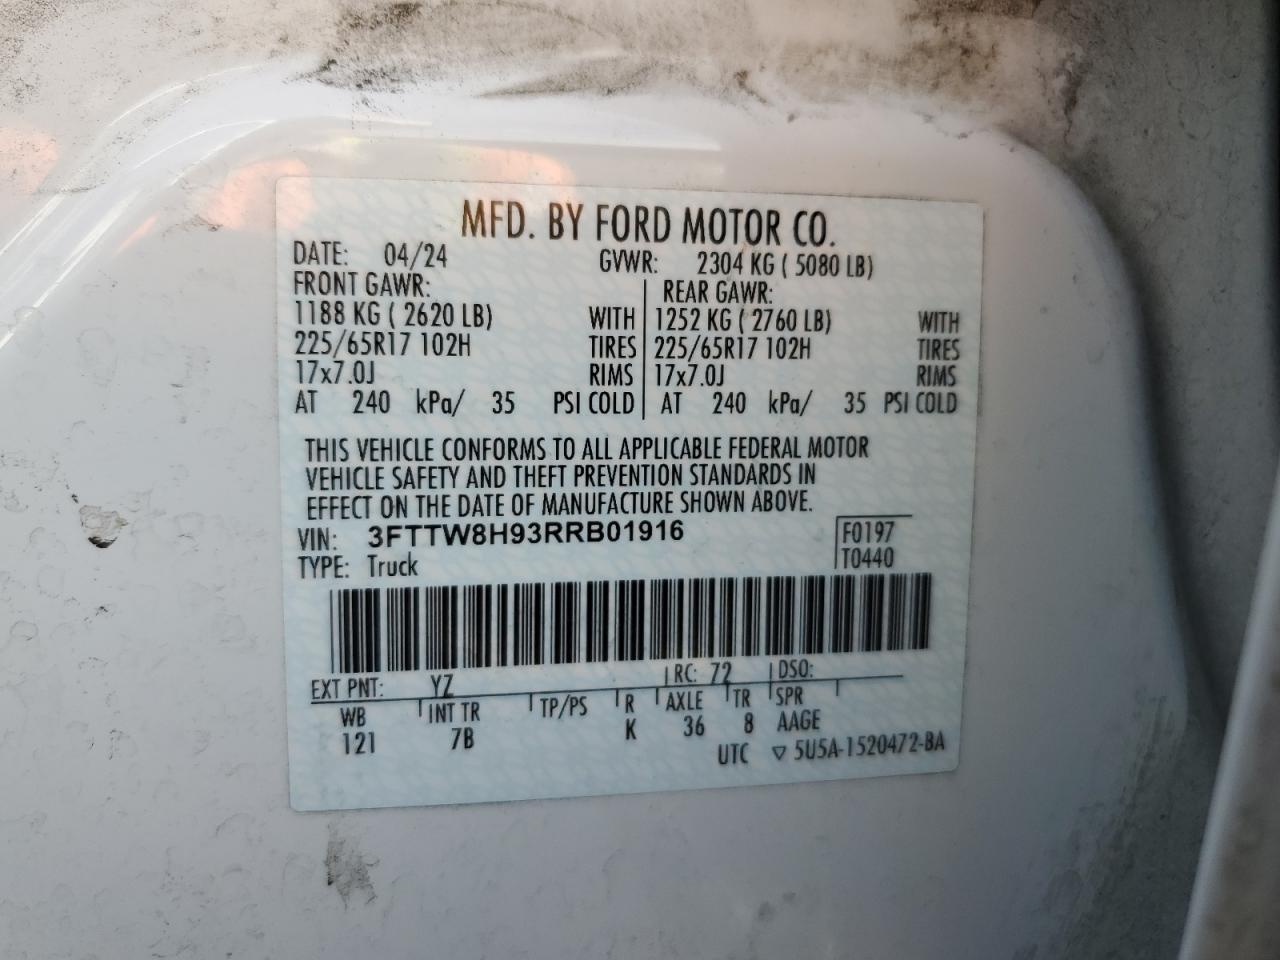 MFD. BY FORD MOTOR CO.
DATE: 04/24 GVWR: 2304 KG ( 5080 LB)
FRONT GAWR: REAR GAWR:
1188 KG ( 2620 LB) WITH 1252 KG ( 2760 LB) WITH
225/65R17 102H TIRES 225/65R17 102H TIRES
17x7.0J RIMS 17x7.0J RIMS
AT 240 kPa/ 35 PSI COLD AT 240 kPa/ 35 PSI COLD
THIS VEHICLE CONFORMS TO ALL APPLICABLE FEDERAL MOTOR
VEHICLE SAFETY AND THEFT PREVENTION STANDARDS IN
EFFECT ON THE DATE OF MANUFACTURE SHOWN ABOVE.
VIN: 3FTTW8H93RRB01916 F0197
TYPE: Truck T0440
EXT PNT: YZ RC: 72 DSO:
WB INT TR TP/PS R AXLE TR SPR
121 7B K 36 8 AAGE
UTC ▽ 5U5A-1520472-BA